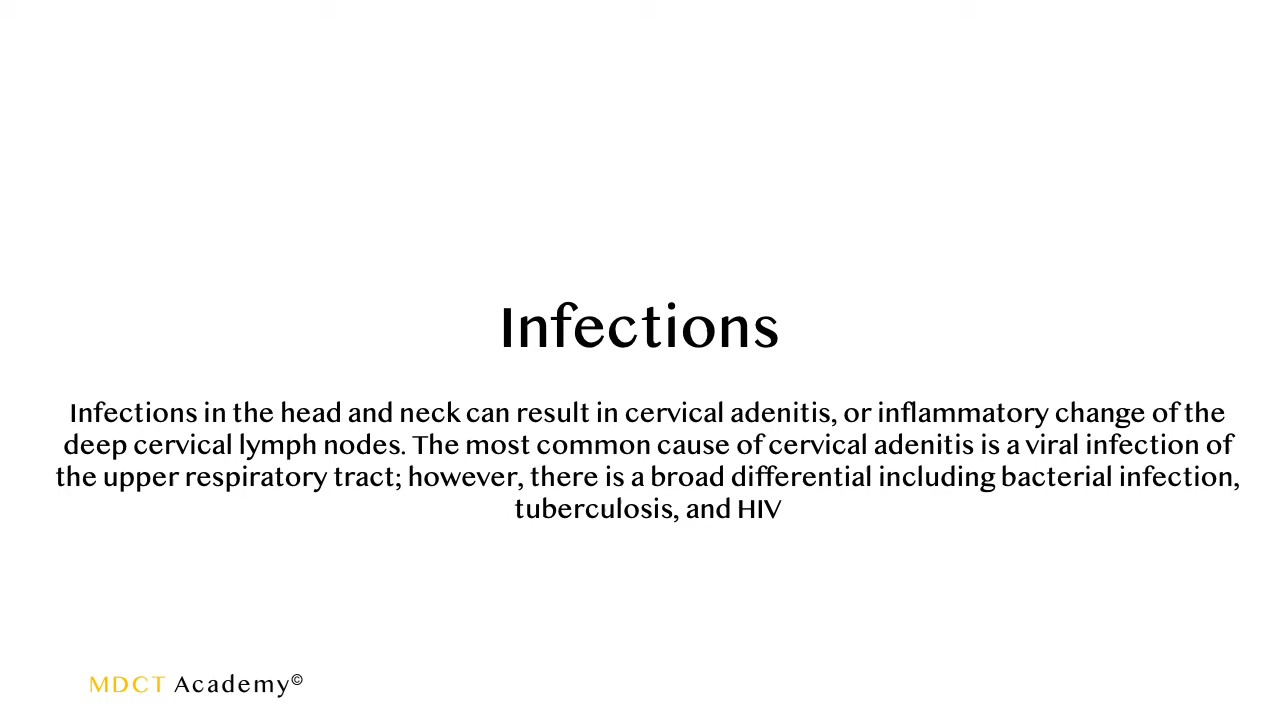 Infections
Infections in the head and neck can result in cervical adenitis, or inflammatory change of the
deep cervical lymph nodes. The most common cause of cervical adenitis is a viral infection of
the upper respiratory tract; however, there is a broad differential including bacterial infection,
tuberculosis, and HIV
MDCT Academy©